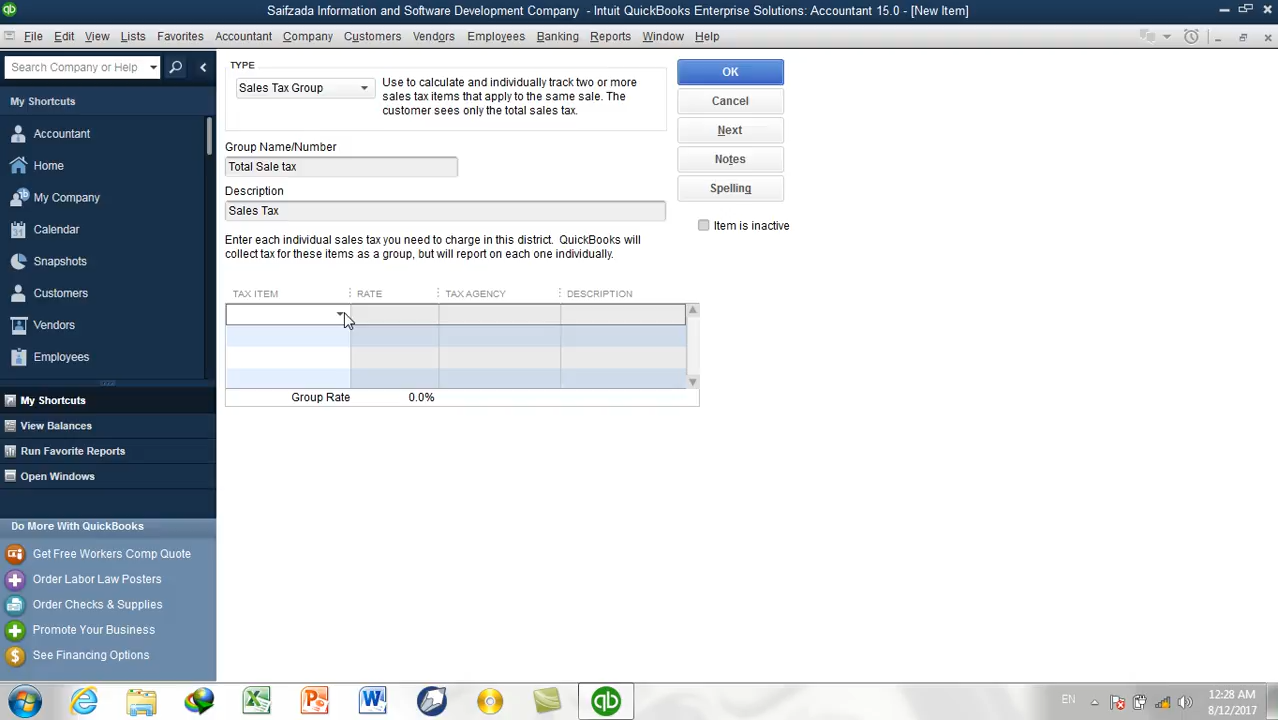 Saifzada Information and Software Development Company - Intuit QuickBooks Enterprise Solutions: Accountant 15.0 - [New Item]
File Edit View Lists Favorites Accountant Company Customers Vendors Employees Banking Reports Window Help
Search Company or Help
My Shortcuts
Accountant
Home
My Company
Calendar
Snapshots
Customers
Vendors
Employees
My Shortcuts
View Balances
Run Favorite Reports
Open Windows
Do More With QuickBooks
Get Free Workers Comp Quote
Order Labor Law Posters
Order Checks & Supplies
Promote Your Business
See Financing Options
TYPE
Sales Tax Group
Use to calculate and individually track two or more
sales tax items that apply to the same sale. The
customer sees only the total sales tax.
Group Name/Number
Total Sale tax
Description
Sales Tax
Enter each individual sales tax you need to charge in this district. QuickBooks will
collect tax for these items as a group, but will report on each one individually.
TAX ITEM RATE TAX AGENCY DESCRIPTION
Group Rate 0.0%
OK
Cancel
Next
Notes
Spelling
Item is inactive
EN
12:28 AM
8/12/2017